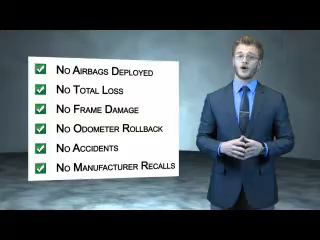 No Airbags Deployed
No Total Loss
No Frame Damage
No Odometer Rollback
No Accidents
No Manufacturer Recalls